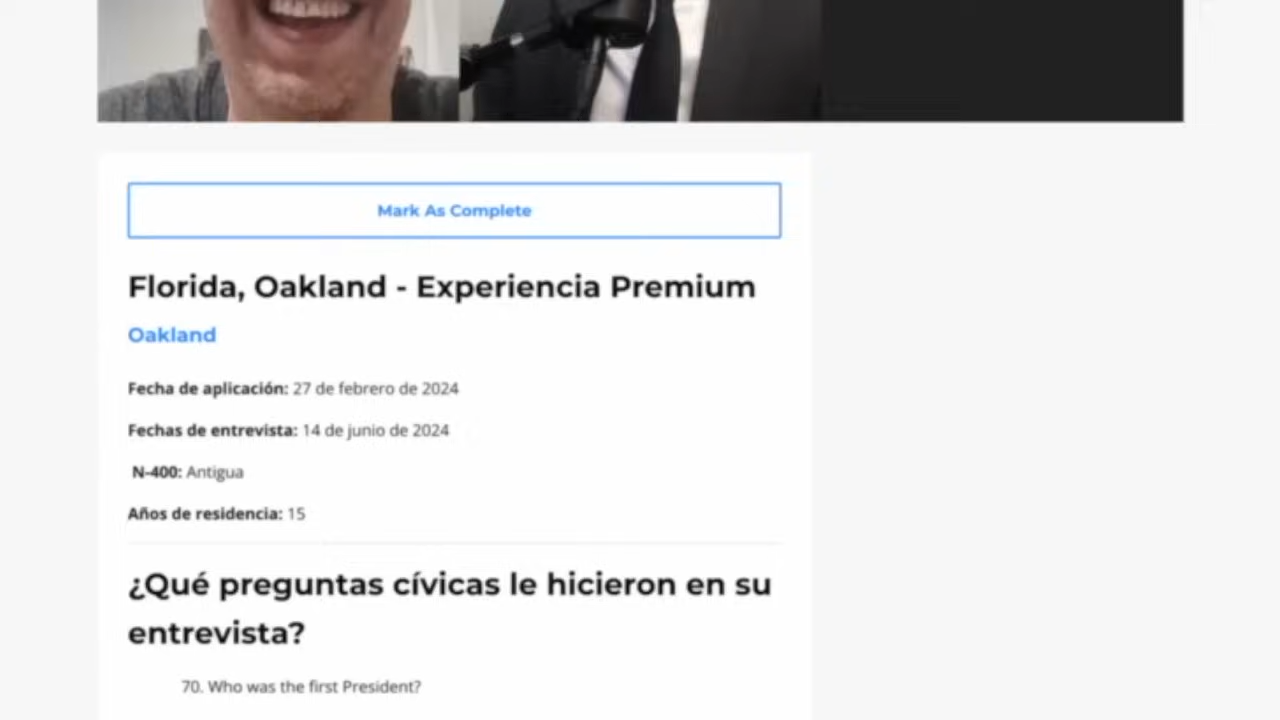 Mark As Complete
Florida, Oakland - Experiencia Premium
Oakland
Fecha de aplicación: 27 de febrero de 2024
Fechas de entrevista: 14 de junio de 2024
N-400: Antigua
Años de residencia: 15
¿Qué preguntas cívicas le hicieron en su
entrevista?
70. Who was the first President?